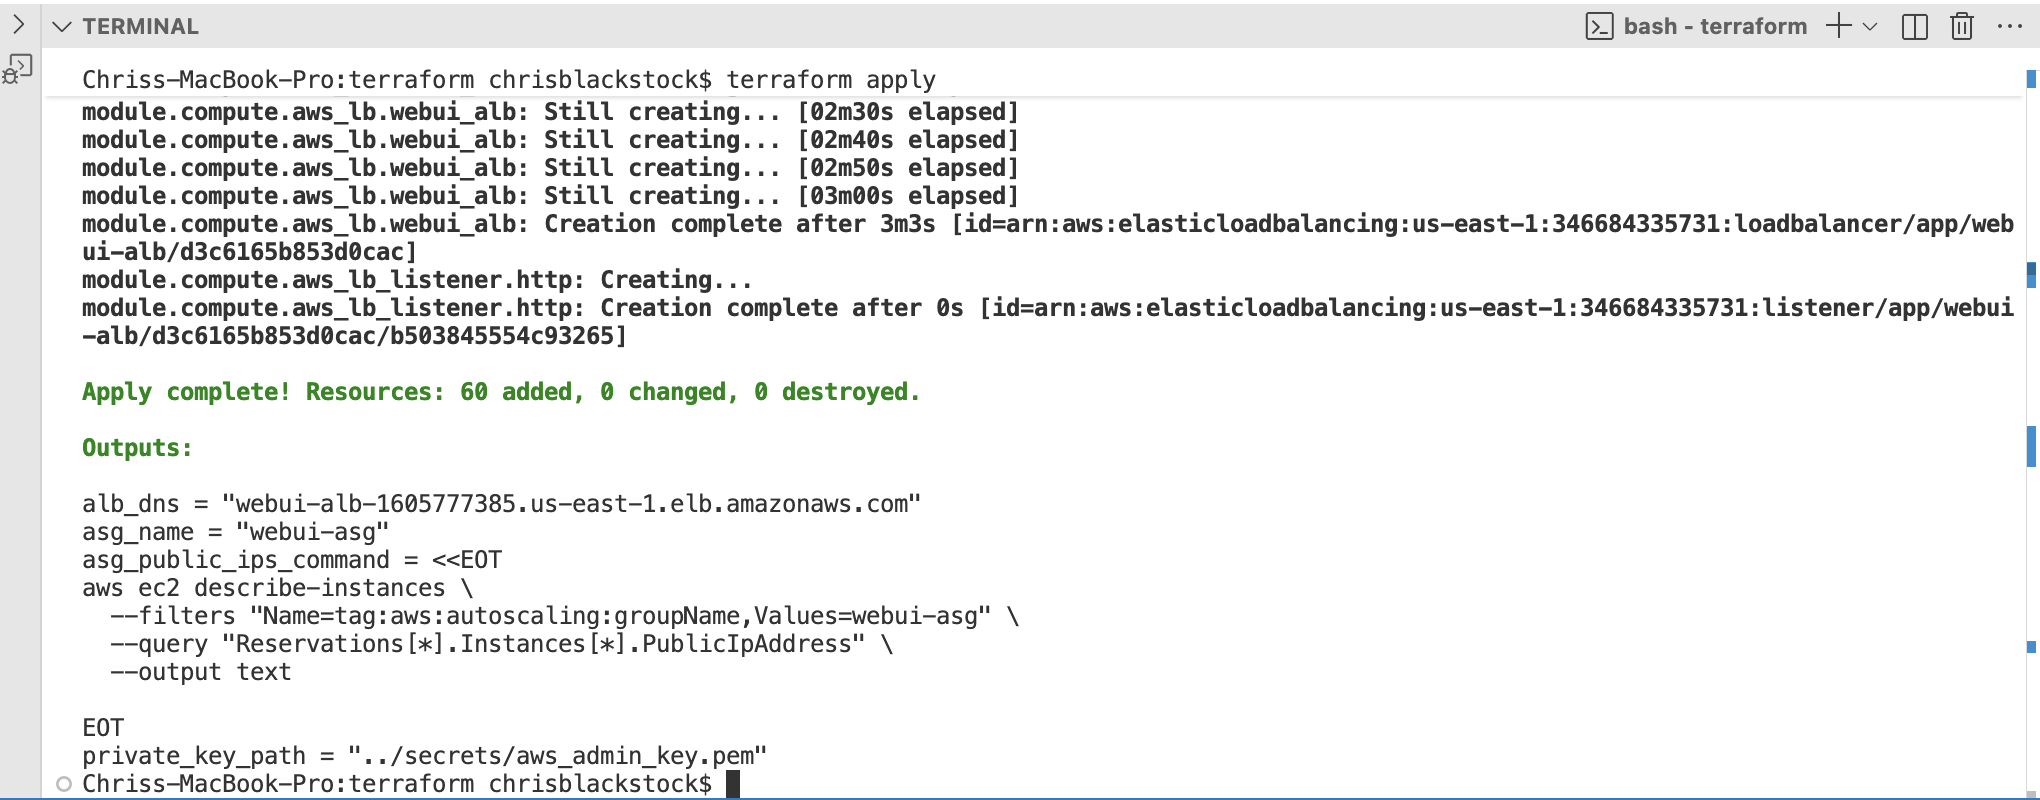 TERMINAL
bash - terraform
Chriss-MacBook-Pro:terraform chrisblackstock$ terraform apply
module.compute.aws_lb.webui_alb: Still creating... [02m30s elapsed]
module.compute.aws_lb.webui_alb: Still creating... [02m40s elapsed]
module.compute.aws_lb.webui_alb: Still creating... [02m50s elapsed]
module.compute.aws_lb.webui_alb: Still creating... [03m00s elapsed]
module.compute.aws_lb.webui_alb: Creation complete after 3m3s [id=arn:aws:elasticloadbalancing:us-east-1:346684335731:loadbalancer/app/web
ui-alb/d3c6165b853d0cac]
module.compute.aws_lb_listener.http: Creating...
module.compute.aws_lb_listener.http: Creation complete after 0s [id=arn:aws:elasticloadbalancing:us-east-1:346684335731:listener/app/webui
-alb/d3c6165b853d0cac/b503845554c93265]
Apply complete! Resources: 60 added, 0 changed, 0 destroyed.
Outputs:
alb_dns = "webui-alb-1605777385.us-east-1.elb.amazonaws.com"
asg_name = "webui-asg"
asg_public_ips_command = <<EOT
aws ec2 describe-instances \
  --filters "Name=tag:aws:autoscaling:groupName,Values=webui-asg" \
  --query "Reservations[*].Instances[*].PublicIpAddress" \
  --output text
EOT
private_key_path = "../secrets/aws_admin_key.pem"
Chriss-MacBook-Pro:terraform chrisblackstock$